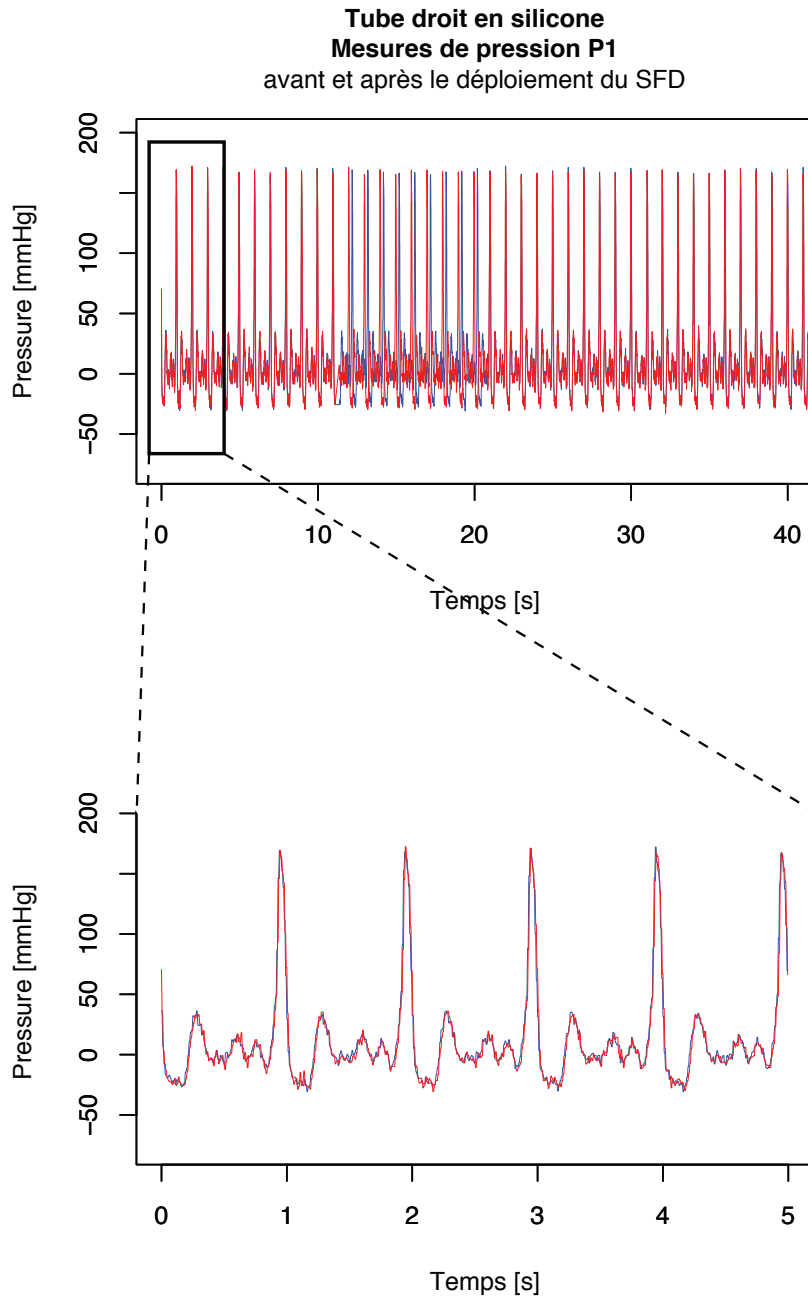 Tube droit en silicone
Mesures de pression P1
avant et après le déploiement du SFD
Pressure [mmHg]
200
100
50
0
−50
0 10 20 30 40
Temps [s]
Pressure [mmHg]
200
100
50
0
−50
0 1 2 3 4 5
Temps [s]